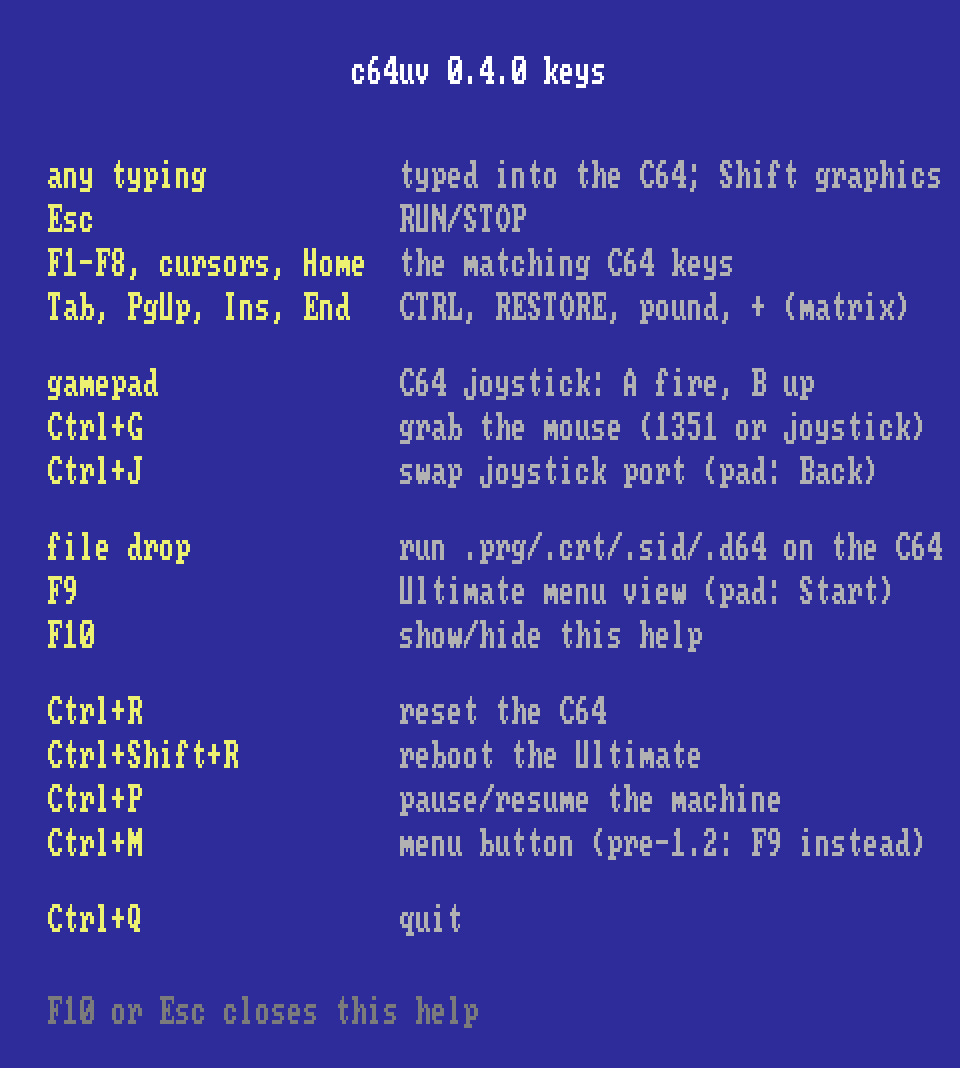 c64uv 0.4.0 keys
any typing typed into the C64; Shift graphics
Esc RUN/STOP
F1-F8, cursors, Home the matching C64 keys
Tab, PgUp, Ins, End CTRL, RESTORE, pound, + (matrix)
gamepad C64 joystick: A fire, B up
Ctrl+G grab the mouse (1351 or joystick)
Ctrl+J swap joystick port (pad: Back)
file drop run .prg/.crt/.sid/.d64 on the C64
F9 Ultimate menu view (pad: Start)
F10 show/hide this help
Ctrl+R reset the C64
Ctrl+Shift+R reboot the Ultimate
Ctrl+P pause/resume the machine
Ctrl+M menu button (pre-1.2: F9 instead)
Ctrl+Q quit
F10 or Esc closes this help